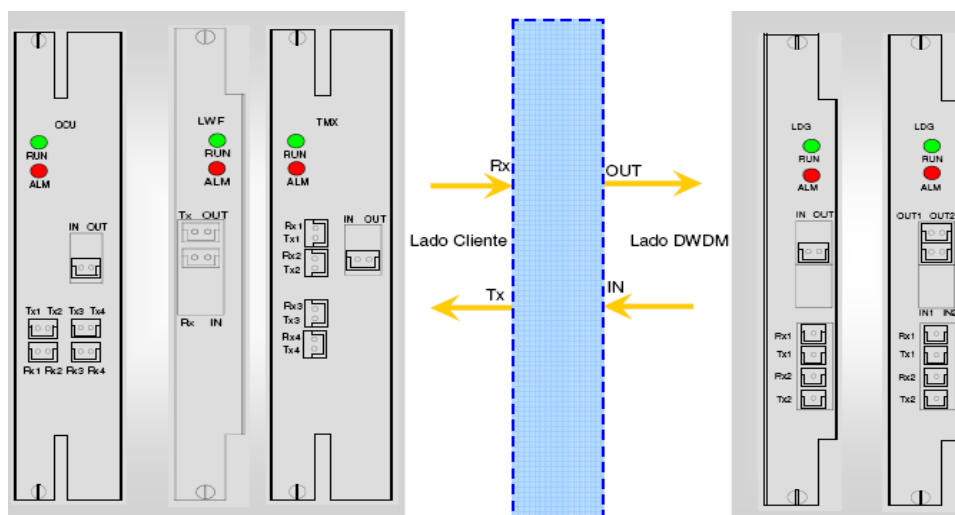 OCU
RUN
ALM
IN OUT
Tx1 Tx2 Tx3 Tx4
Rx1 Rx2 Rx3 Rx4
LWF
RUN
ALM
Tx OUT
Rx IN
TMX
RUN
ALM
Rx1
Tx1
Rx2
Tx2
IN OUT
Rx3
Tx3
Rx4
Tx4
Rx
Lado Cliente
Tx
OUT
Lado DWDM
IN
LDG
RUN
ALM
IN OUT
Rx1
Tx1
Rx2
Tx2
LDG
RUN
ALM
OUT1 OUT2
IN1 IN2
Rx1
Tx1
Rx2
Tx2